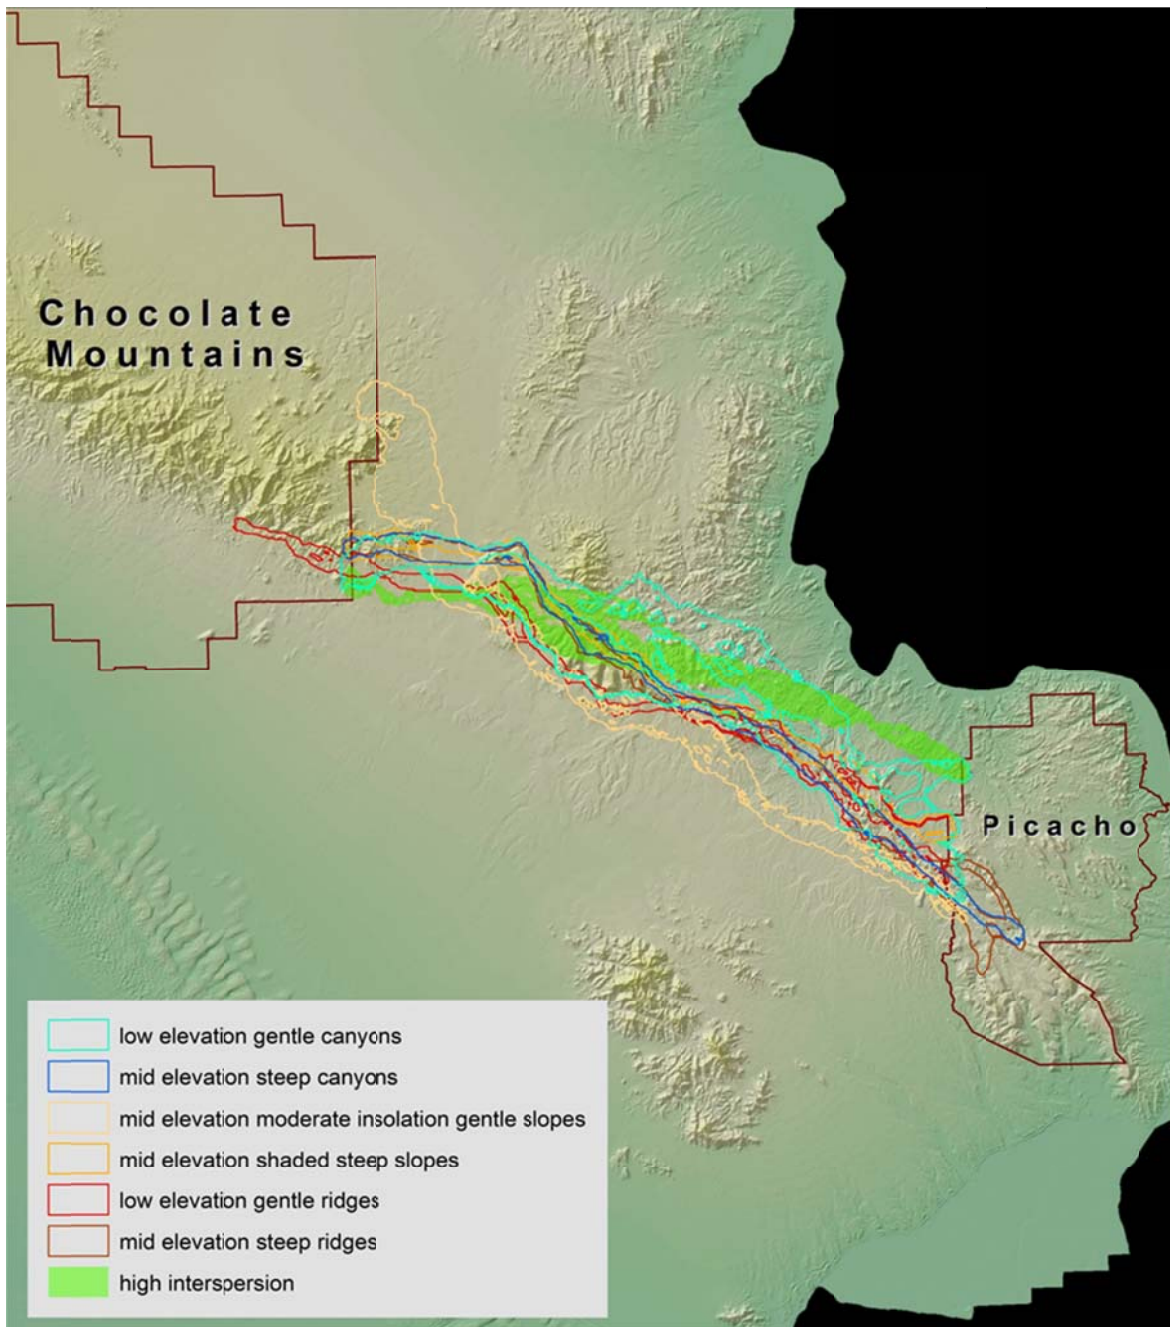 Chocolate
Mountains
Picacho
low elevation gentle canyons
mid elevation steep canyons
mid elevation moderate insolation gentle slopes
mid elevation shaded steep slopes
low elevation gentle ridges
mid elevation steep ridges
high interspersion